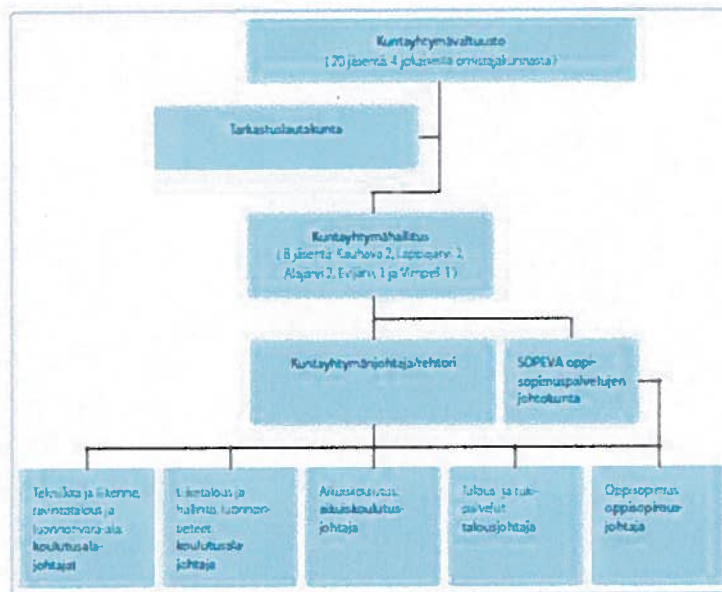 Kuntayhtymävaltuusto
( 20 jäsentä, 4 jokaisesta omistajakunnasta )
Tarkastuslautakunta
Kuntayhtymähallitus
( 8 jäsentä: Kauhava 2, Lappajärvi 2,
Alajärvi 2, Evijärvi 1 ja Vimpeli 1 )
Kuntayhtymänjohtaja/rehtori
SOPEVA oppi-
sopimuspalvelujen
johtokunta
Tekniikka ja liikenne,
ravintatalous ja
luonnonvara-ala
koulutusala-
johtajat
Liiketalous ja
hallinto, luonnon-
tieteet
koulutusala-
johtaja
Aikuiskoulutus
aikuiskoulutus-
johtaja
Talous- ja tuki-
palvelut
talousjohtaja
Oppisopimus
oppisopimus-
johtaja